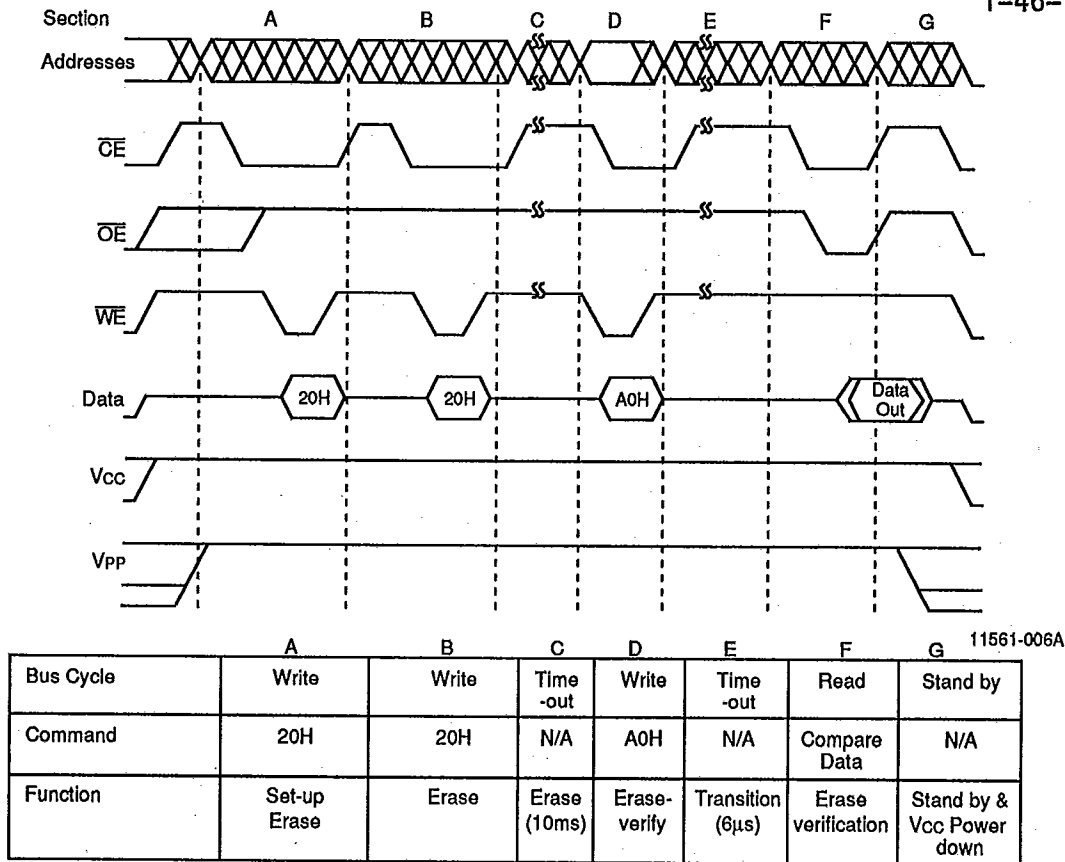 1-46-
Section A B C D E F G
Addresses
CE
OE
WE
Data 20H 20H A0H Data Out
Vcc
VPP
11561-006A
A B C D E F G
Bus Cycle Write Write Time -out Write Time -out Read Stand by
Command 20H 20H N/A A0H N/A Compare Data N/A
Function Set-up Erase Erase Erase (10ms) Erase- verify Transition (6µs) Erase verification Stand by & Vcc Power down